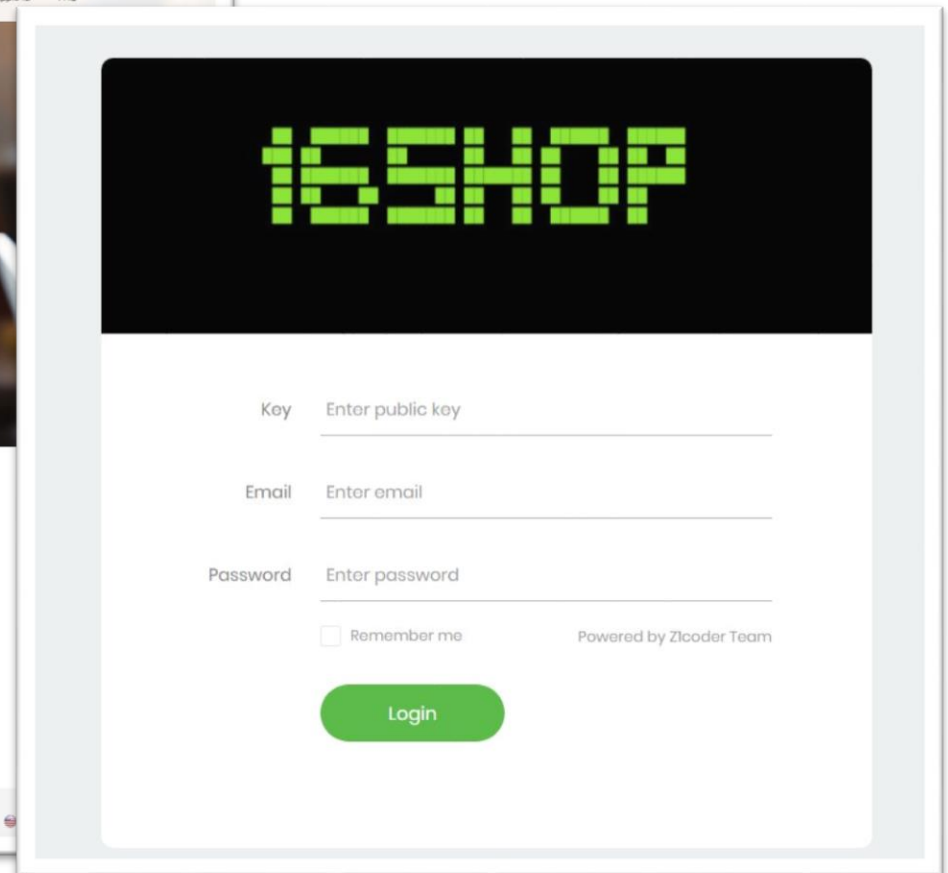 16SHOP
Key Enter public key
Email Enter email
Password Enter password
Remember me Powered by Z1coder Team
Login